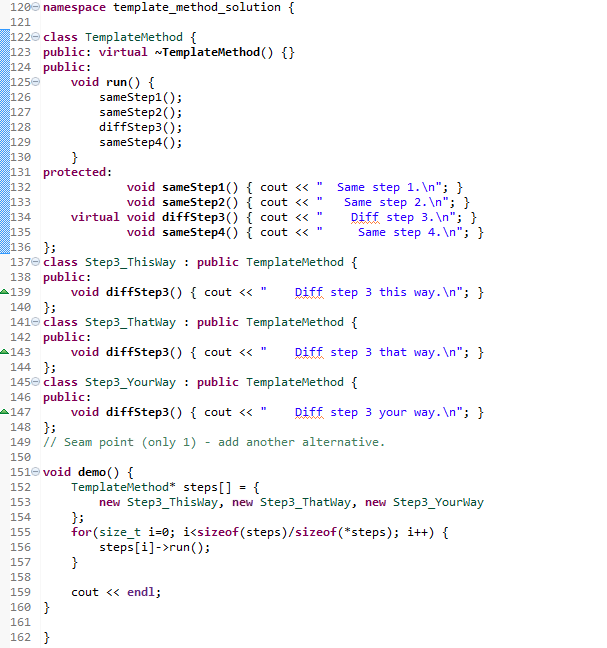 120 namespace template_method_solution {
121
122 class TemplateMethod {
123 public: virtual ~TemplateMethod() {}
124 public:
125     void run() {
126         sameStep1();
127         sameStep2();
128         diffStep3();
129         sameStep4();
130     }
131 protected:
132             void sameStep1() { cout << "  Same step 1.\n"; }
133             void sameStep2() { cout << "   Same step 2.\n"; }
134     virtual void diffStep3() { cout << "    Diff step 3.\n"; }
135             void sameStep4() { cout << "     Same step 4.\n"; }
136 };
137 class Step3_ThisWay : public TemplateMethod {
138 public:
139     void diffStep3() { cout << "    Diff step 3 this way.\n"; }
140 };
141 class Step3_ThatWay : public TemplateMethod {
142 public:
143     void diffStep3() { cout << "    Diff step 3 that way.\n"; }
144 };
145 class Step3_YourWay : public TemplateMethod {
146 public:
147     void diffStep3() { cout << "    Diff step 3 your way.\n"; }
148 };
149 // Seam point (only 1) - add another alternative.
150
151 void demo() {
152     TemplateMethod* steps[] = {
153         new Step3_ThisWay, new Step3_ThatWay, new Step3_YourWay
154     };
155     for(size_t i=0; i<sizeof(steps)/sizeof(*steps); i++) {
156         steps[i]->run();
157     }
158
159     cout << endl;
160 }
161
162 }